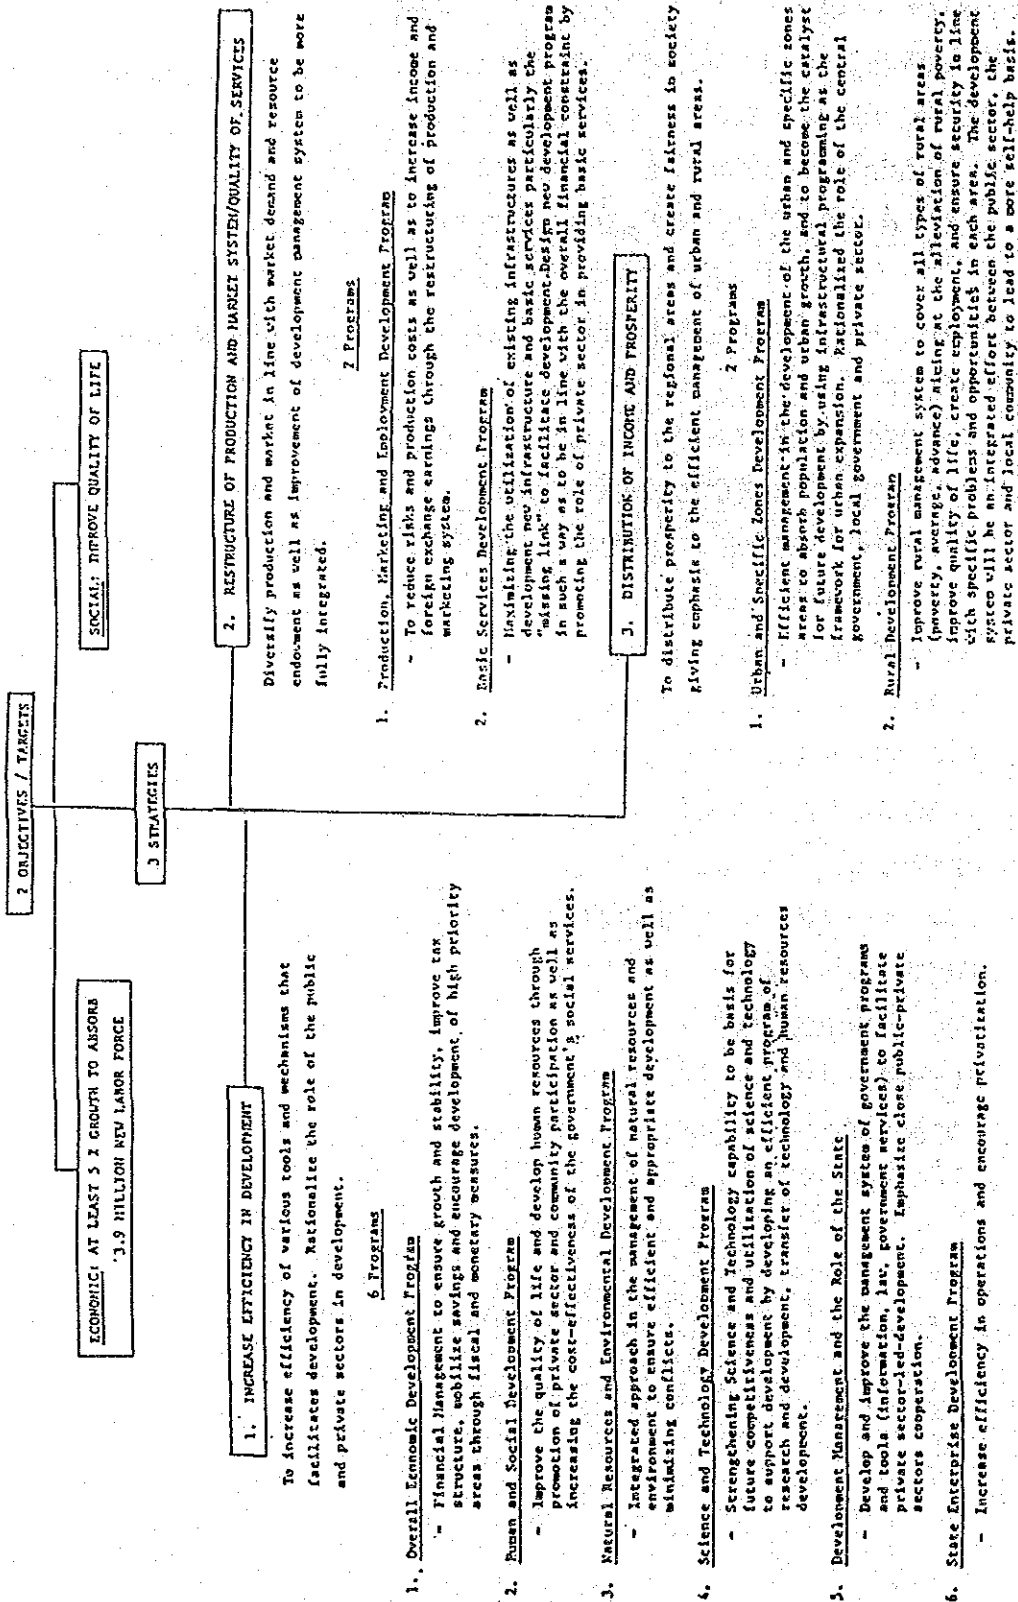 2 OBJECTIVES / TARGETS
ECONOMIC: AT LEAST 5 % GROWTH TO ABSORB
3.9 MILLION NEW LABOR FORCE
SOCIAL: IMPROVE QUALITY OF LIFE
3 STRATEGIES
1. INCREASE EFFICIENCY IN DEVELOPMENT
To increase efficiency of various tools and mechanisms that
facilitates development. Rationalize the role of the public
and private sectors in development.
6 Programs
1. Overall Economic Development Program
- Financial Management to ensure growth and stability, improve tax
structure, mobilize savings and encourage development of high priority
areas through fiscal and monetary measures.
2. Human and Social Development Program
- Improve the quality of life and develop human resources through
promotion of private sector and community participation as well as
increasing the cost-effectiveness of the government's social services.
3. Natural Resources and Environmental Development Program
- Integrated approach in the management of natural resources and
environment to ensure efficient and appropriate development as well as
minimizing conflicts.
4. Science and Technology Development Program
- Strengthening Science and Technology capability to be basis for
future competitiveness and utilization of science and technology
to support development by developing an efficient program of
research and development, transfer of technology and human resources
development.
5. Development Management and the Role of the State
- Develop and improve the management system of government programs
and tools (information, law, government services) to facilitate
private sector-led-development. Emphasize close public-private
sectors cooperation.
6. State Enterprise Development Program
- Increase efficiency in operations and encourage privatization.
2. RESTRUCTURE OF PRODUCTION AND MARKET SYSTEM/QUALITY OF SERVICES
Diversify production and market in line with market demand and resource
endowment as well as improvement of development management system to be more
fully integrated.
2 Programs
1. Production, Marketing and Employment Development Program
- To reduce risks and production costs as well as to increase income and
foreign exchange earnings through the restructuring of production and
marketing system.
2. Basic Services Development Program
- Maximizing the utilization of existing infrastructures as well as
development new infrastructure and basic services particularly the
"missing link" to facilitate development. Design new development program
in such a way as to be in line with the overall financial constraint by
promoting the role of private sector in providing basic services.
3. DISTRIBUTION OF INCOME AND PROSPERITY
To distribute prosperity to the regional areas and create fairness in society
giving emphasis to the efficient management of urban and rural areas.
2 Programs
1. Urban and Specific Zones Development Program
- Efficient management in the development of the urban and specific zones
areas to absorb population and urban growth, and to become the catalyst
for future development by using infrastructural programing as the
framework for urban expansion. Rationalized the role of the central
government, local government and private sector.
2. Rural Development Program
- Improve rural management system to cover all types of rural areas
(poverty, average, advance) aiming at the alleviation of rural poverty,
improve quality of life, create employment, and ensure security in line
with specific problems and opportunities in each area. The development
system will be an integrated effort between the public sector, the
private sector and local community to lead to a more self-help basis.